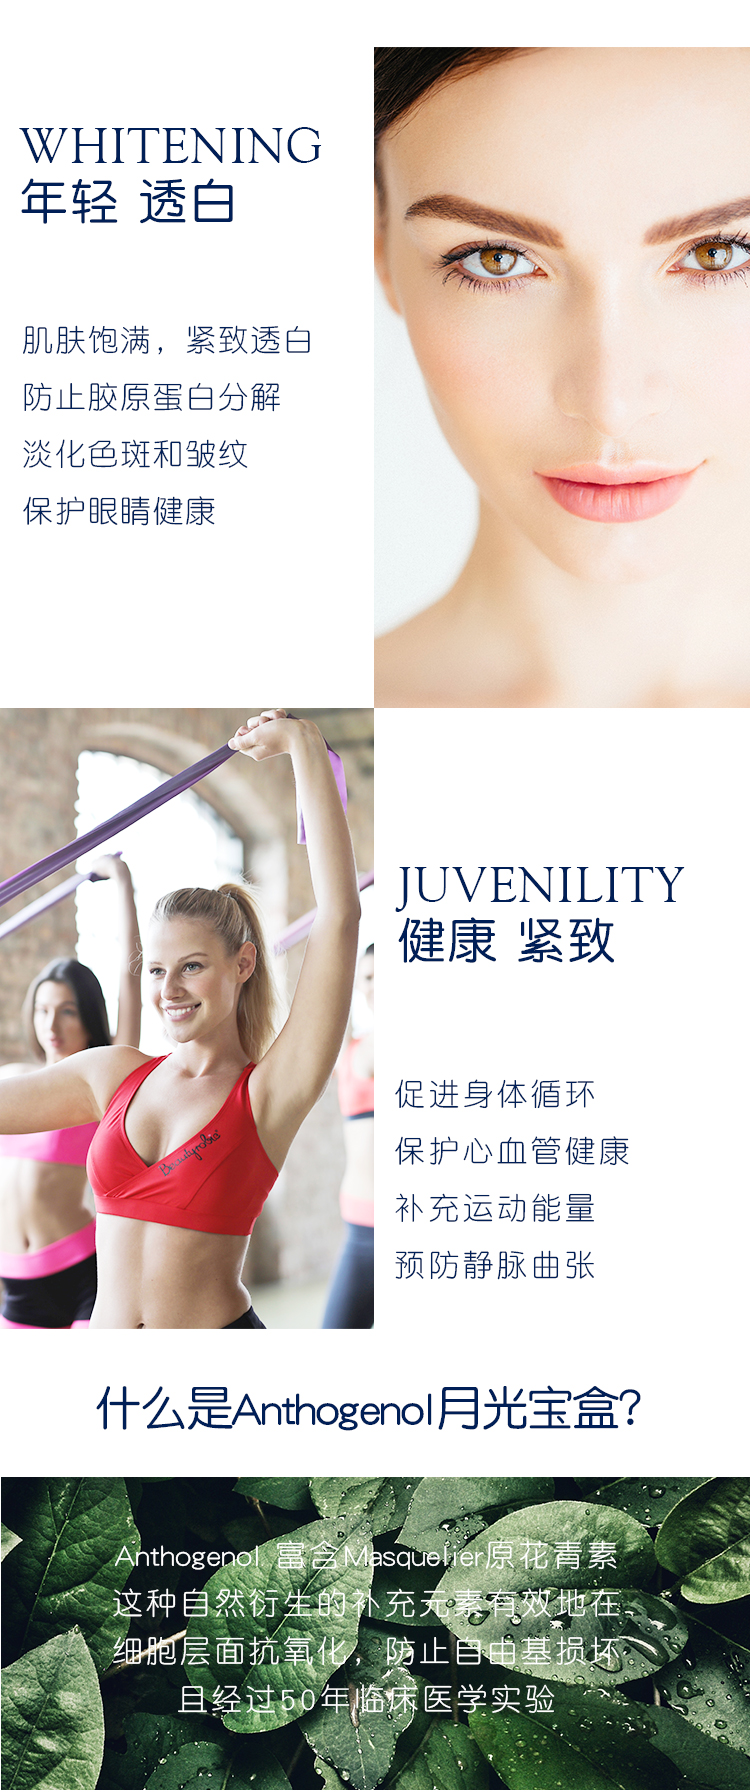 WHITENING
年轻 透白
肌肤饱满，紧致透白
防止胶原蛋白分解
淡化色斑和皱纹
保护眼睛健康
Beautyrobic
JUVENILITY
健康 紧致
促进身体循环
保护心血管健康
补充运动能量
预防静脉曲张
什么是Anthogenol月光宝盒?
Anthogenol 富含Masquelier原花青素
这种自然衍生的补充元素有效地在
细胞层面抗氧化，防止自由基损坏
且经过50年临床医学实验